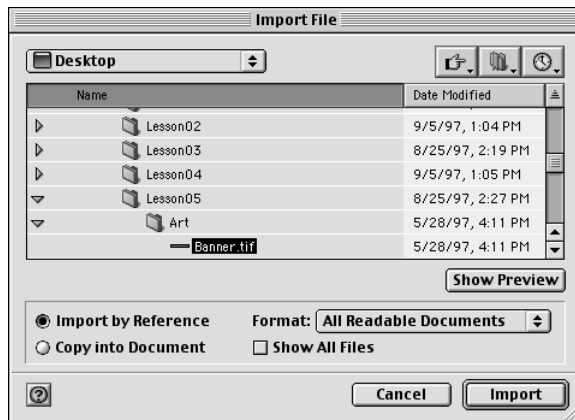 Import File
Desktop
Name Date Modified
Lesson02 9/5/97, 1:04 PM
Lesson03 8/25/97, 2:19 PM
Lesson04 9/5/97, 1:05 PM
Lesson05 8/25/97, 2:27 PM
Art 5/28/97, 4:11 PM
Banner.tif 5/28/97, 4:11 PM
Show Preview
Import by Reference Format: All Readable Documents
Copy into Document Show All Files
? Cancel Import